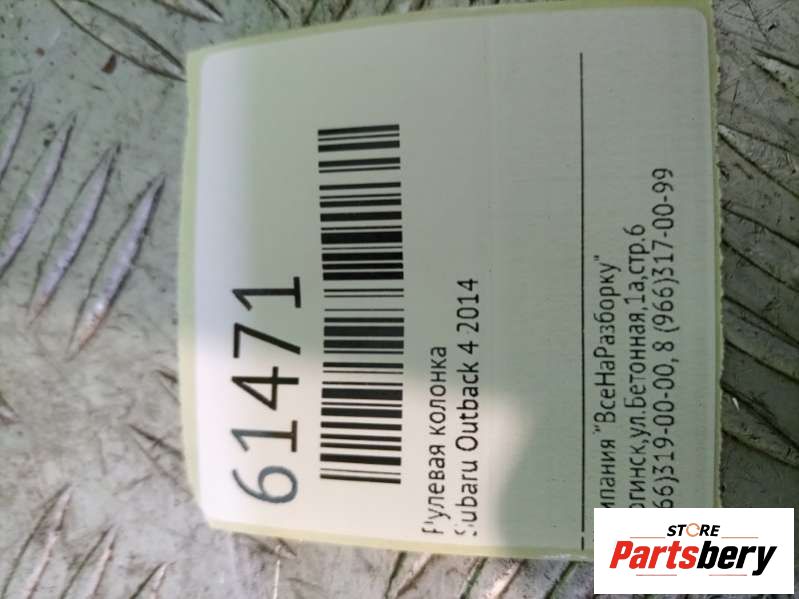 61471
Рулевая колонка
Subaru Outback 4 2014
"ВсеНаРазборку"
ул.Бетонная,1а,стр.6
319-00-00, 8 (966)317-00-99
STORE
Partsbery